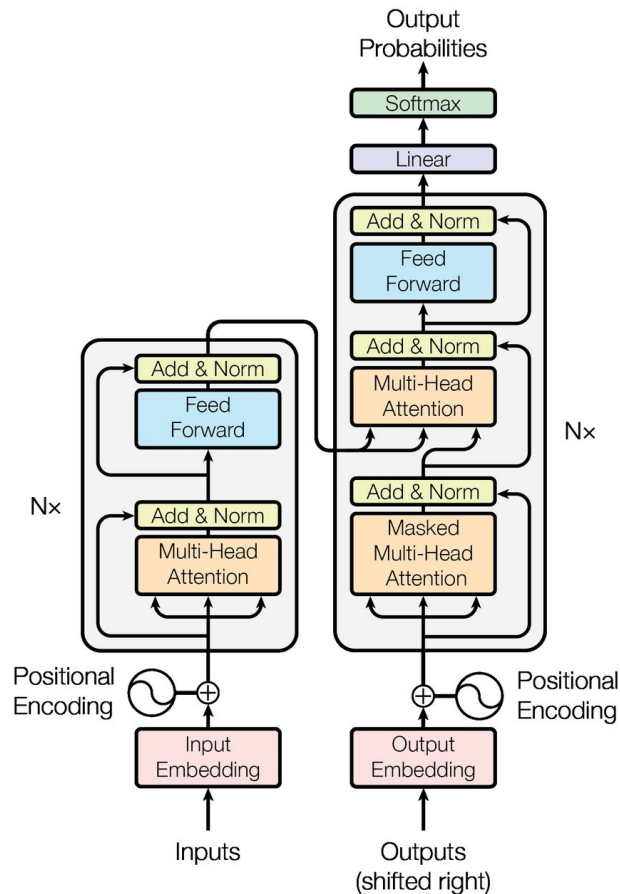 Output
Probabilities
Softmax
Linear
Add & Norm
Feed
Forward
Add & Norm
Multi-Head
Attention
Add & Norm
Masked
Multi-Head
Attention
N×
Positional
Encoding
Output
Embedding
Outputs
(shifted right)
Add & Norm
Feed
Forward
Add & Norm
Multi-Head
Attention
N×
Positional
Encoding
Input
Embedding
Inputs